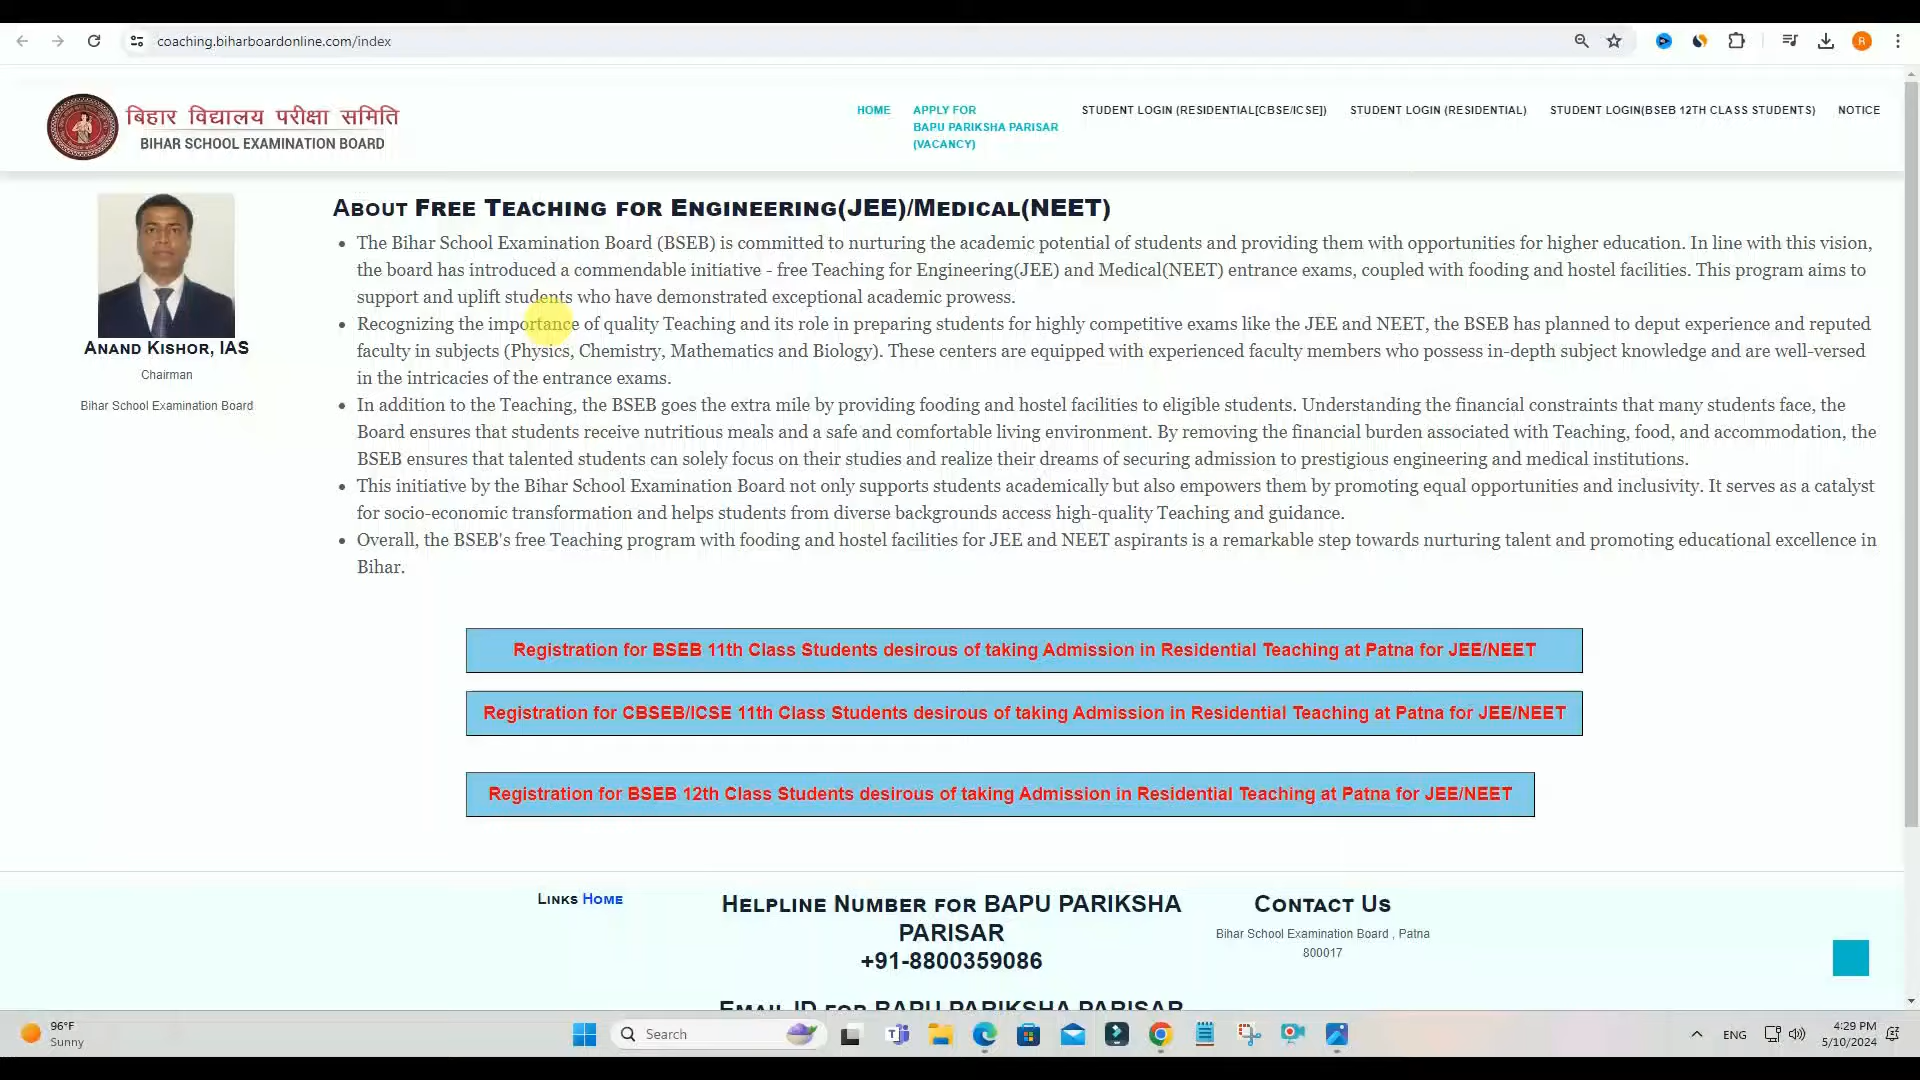 coaching.biharboardonline.com/index
R
बिहार विद्यालय परीक्षा समिति
BIHAR SCHOOL EXAMINATION BOARD
HOME
APPLY FOR
BAPU PARIKSHA PARISAR
(VACANCY)
STUDENT LOGIN (RESIDENTIAL[CBSE/ICSE])
STUDENT LOGIN (RESIDENTIAL)
STUDENT LOGIN(BSEB 12TH CLASS STUDENTS)
NOTICE
ANAND KISHOR, IAS
Chairman
Bihar School Examination Board
ABOUT FREE TEACHING FOR ENGINEERING(JEE)/MEDICAL(NEET)
• The Bihar School Examination Board (BSEB) is committed to nurturing the academic potential of students and providing them with opportunities for higher education. In line with this vision,
the board has introduced a commendable initiative - free Teaching for Engineering(JEE) and Medical(NEET) entrance exams, coupled with fooding and hostel facilities. This program aims to
support and uplift students who have demonstrated exceptional academic prowess.
• Recognizing the importance of quality Teaching and its role in preparing students for highly competitive exams like the JEE and NEET, the BSEB has planned to deput experience and reputed
faculty in subjects (Physics, Chemistry, Mathematics and Biology). These centers are equipped with experienced faculty members who possess in-depth subject knowledge and are well-versed
in the intricacies of the entrance exams.
• In addition to the Teaching, the BSEB goes the extra mile by providing fooding and hostel facilities to eligible students. Understanding the financial constraints that many students face, the
Board ensures that students receive nutritious meals and a safe and comfortable living environment. By removing the financial burden associated with Teaching, food, and accommodation, the
BSEB ensures that talented students can solely focus on their studies and realize their dreams of securing admission to prestigious engineering and medical institutions.
• This initiative by the Bihar School Examination Board not only supports students academically but also empowers them by promoting equal opportunities and inclusivity. It serves as a catalyst
for socio-economic transformation and helps students from diverse backgrounds access high-quality Teaching and guidance.
• Overall, the BSEB's free Teaching program with fooding and hostel facilities for JEE and NEET aspirants is a remarkable step towards nurturing talent and promoting educational excellence in
Bihar.
Registration for BSEB 11th Class Students desirous of taking Admission in Residential Teaching at Patna for JEE/NEET
Registration for CBSEB/ICSE 11th Class Students desirous of taking Admission in Residential Teaching at Patna for JEE/NEET
Registration for BSEB 12th Class Students desirous of taking Admission in Residential Teaching at Patna for JEE/NEET
LINKS HOME
HELPLINE NUMBER FOR BAPU PARIKSHA
PARISAR
+91-8800359086
EMAIL ID FOR BAPU PARIKSHA PARISAR
CONTACT US
Bihar School Examination Board , Patna
800017
96°F
Sunny
Search
ENG
4:29 PM
5/10/2024